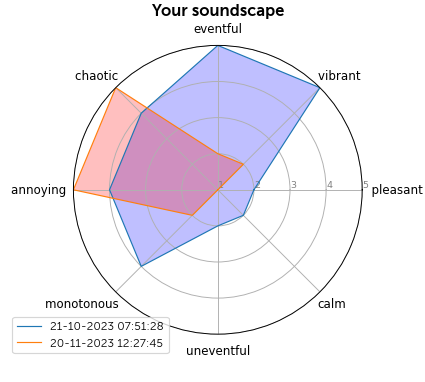 Your soundscape
eventful
chaotic
vibrant
annoying
1
2
3
4
5
pleasant
monotonous
calm
21-10-2023 07:51:28
20-11-2023 12:27:45
uneventful